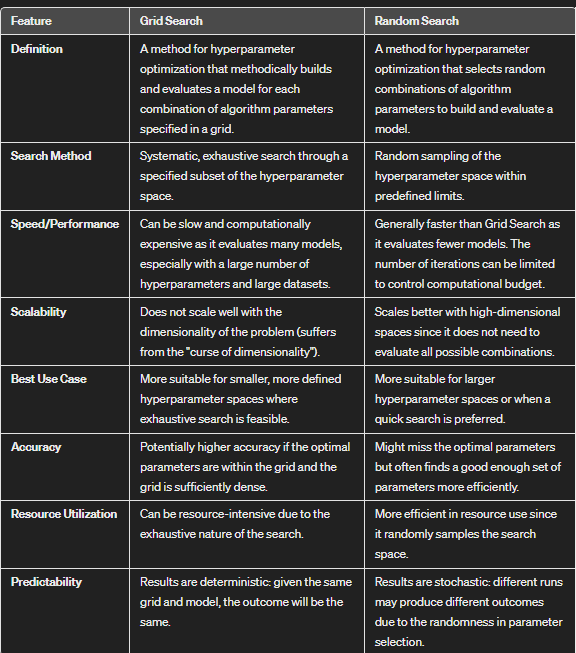 Feature Grid Search Random Search
Definition A method for hyperparameter A method for hyperparameter
optimization that methodically builds optimization that selects random
and evaluates a model for each combinations of algorithm
combination of algorithm parameters parameters to build and evaluate a
specified in a grid. model.
Search Method Systematic, exhaustive search through a Random sampling of the
specified subset of the hyperparameter hyperparameter space within
space. predefined limits.
Speed/Performance Can be slow and computationally Generally faster than Grid Search as
expensive as it evaluates many models, it evaluates fewer models. The
especially with a large number of number of iterations can be limited
hyperparameters and large datasets. to control computational budget.
Scalability Does not scale well with the Scales better with high-dimensional
dimensionality of the problem (suffers spaces since it does not need to
from the "curse of dimensionality"). evaluate all possible combinations.
Best Use Case More suitable for smaller, more defined More suitable for larger
hyperparameter spaces where hyperparameter spaces or when a
exhaustive search is feasible. quick search is preferred.
Accuracy Potentially higher accuracy if the optimal Might miss the optimal parameters
parameters are within the grid and the but often finds a good enough set of
grid is sufficiently dense. parameters more efficiently.
Resource Utilization Can be resource-intensive due to the More efficient in resource use since
exhaustive nature of the search. it randomly samples the search
space.
Predictability Results are deterministic: given the same Results are stochastic: different runs
grid and model, the outcome will be the may produce different outcomes
same. due to the randomness in parameter
selection.